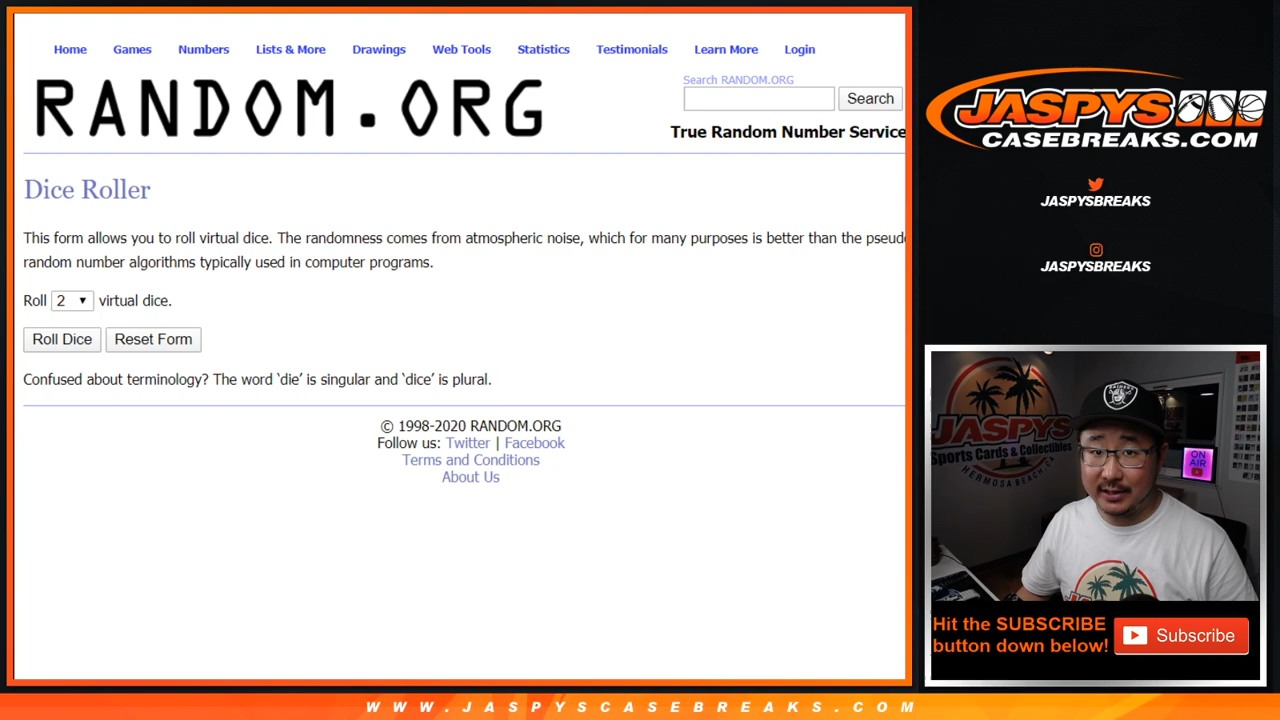 Home Games Numbers Lists & More Drawings Web Tools Statistics Testimonials Learn More Login
RANDOM.ORG
Search RANDOM.ORG
Search
True Random Number Service
Dice Roller
This form allows you to roll virtual dice. The randomness comes from atmospheric noise, which for many purposes is better than the pseudo
random number algorithms typically used in computer programs.
Roll 2 virtual dice.
Roll Dice Reset Form
Confused about terminology? The word ‘die’ is singular and ‘dice’ is plural.
© 1998-2020 RANDOM.ORG
Follow us: Twitter | Facebook
Terms and Conditions
About Us
JASPYS
CASEBREAKS.COM
JASPYSBREAKS
JASPYSBREAKS
JASPYS
Sports Cards & Collectibles
HERMOSA BEACH, CA
ON
AIR
Hit the SUBSCRIBE
button down below!
Subscribe
WWW.JASPYSCASEBREAKS.COM